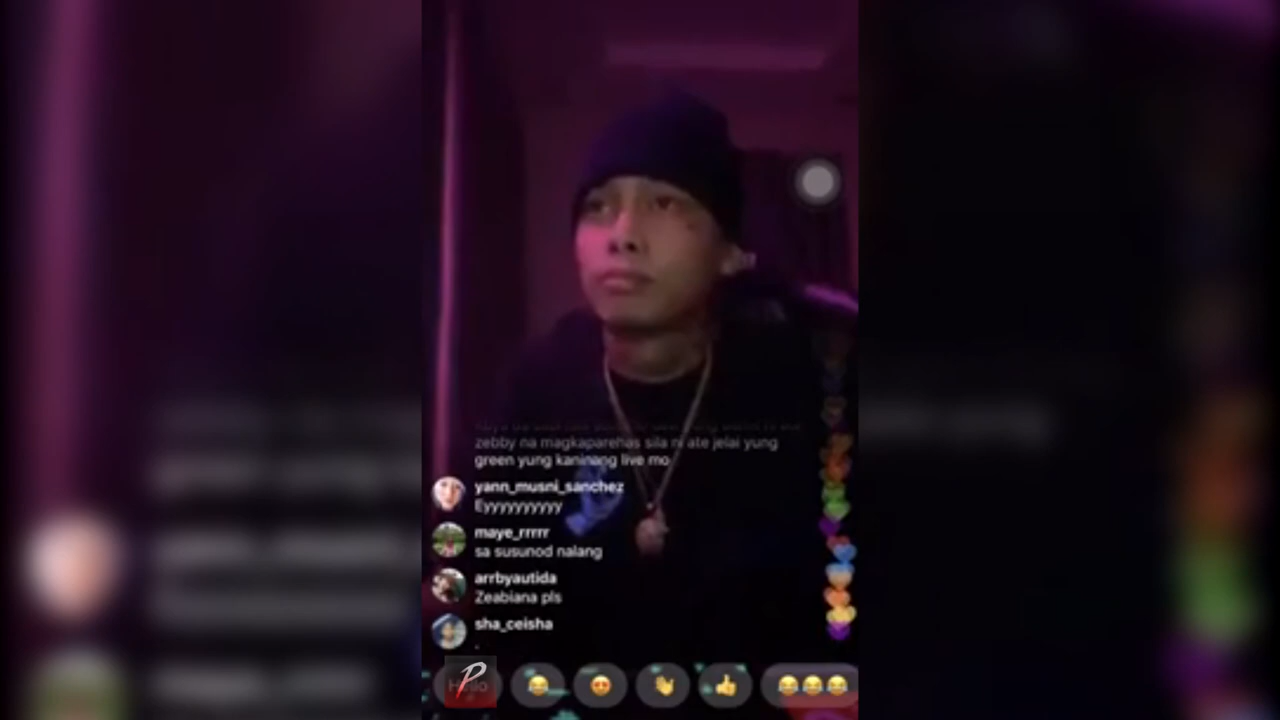 zebby na magkaparehas sila ni ate jelai yung
green yung kaninang live mo
yann_musni_sanchez
Eyyyyyyyyyy
maye_rrrrr
sa susunod nalang
arrbyautida
Zeabiana pls
sha_ceisha
.
P